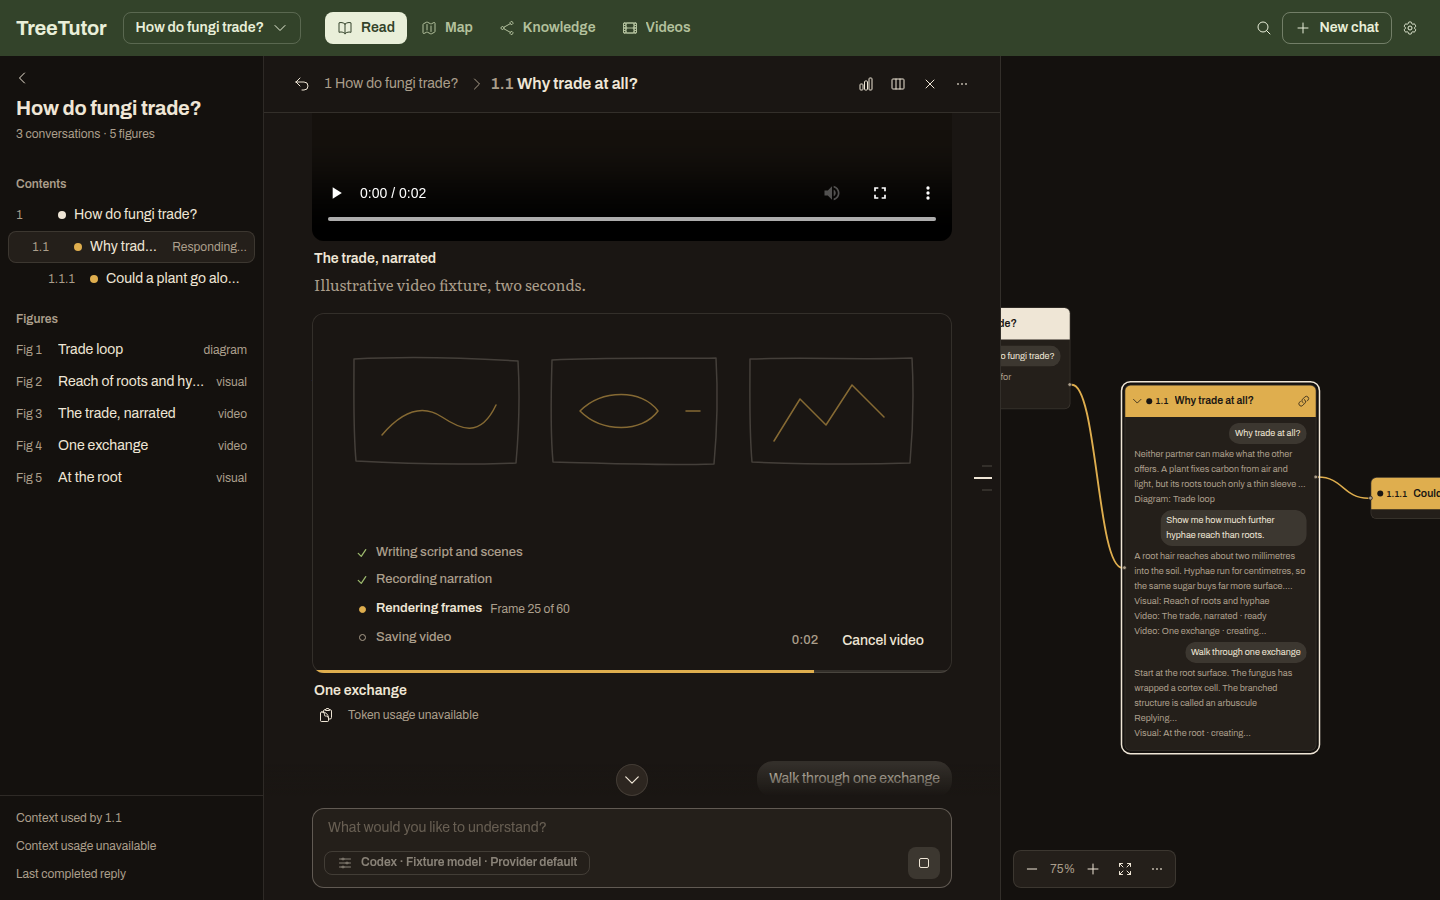 TreeTutor
How do fungi trade?
Read
Map
Knowledge
Videos
New chat
How do fungi trade?
3 conversations · 5 figures
Contents
1 How do fungi trade?
1.1 Why trad... Responding...
1.1.1 Could a plant go alo...
Figures
Fig 1 Trade loop diagram
Fig 2 Reach of roots and hy... visual
Fig 3 The trade, narrated video
Fig 4 One exchange video
Fig 5 At the root visual
Context used by 1.1
Context usage unavailable
Last completed reply
1 How do fungi trade?
1.1 Why trade at all?
0:00 / 0:02
The trade, narrated
Illustrative video fixture, two seconds.
Writing script and scenes
Recording narration
Rendering frames Frame 25 of 60
Saving video
0:02 Cancel video
One exchange
Token usage unavailable
Walk through one exchange
What would you like to understand?
Codex · Fixture model · Provider default
de?
o fungi trade?
for
1.1 Why trade at all?
Why trade at all?
Neither partner can make what the other
offers. A plant fixes carbon from air and
light, but its roots touch only a thin sleeve ...
Diagram: Trade loop
Show me how much further
hyphae reach than roots.
A root hair reaches about two millimetres
into the soil. Hyphae run for centimetres, so
the same sugar buys far more surface....
Visual: Reach of roots and hyphae
Video: The trade, narrated · ready
Video: One exchange · creating...
Walk through one exchange
Start at the root surface. The fungus has
wrapped a cortex cell. The branched
structure is called an arbuscule
Replying...
Visual: At the root · creating...
1.1.1 Could
75%